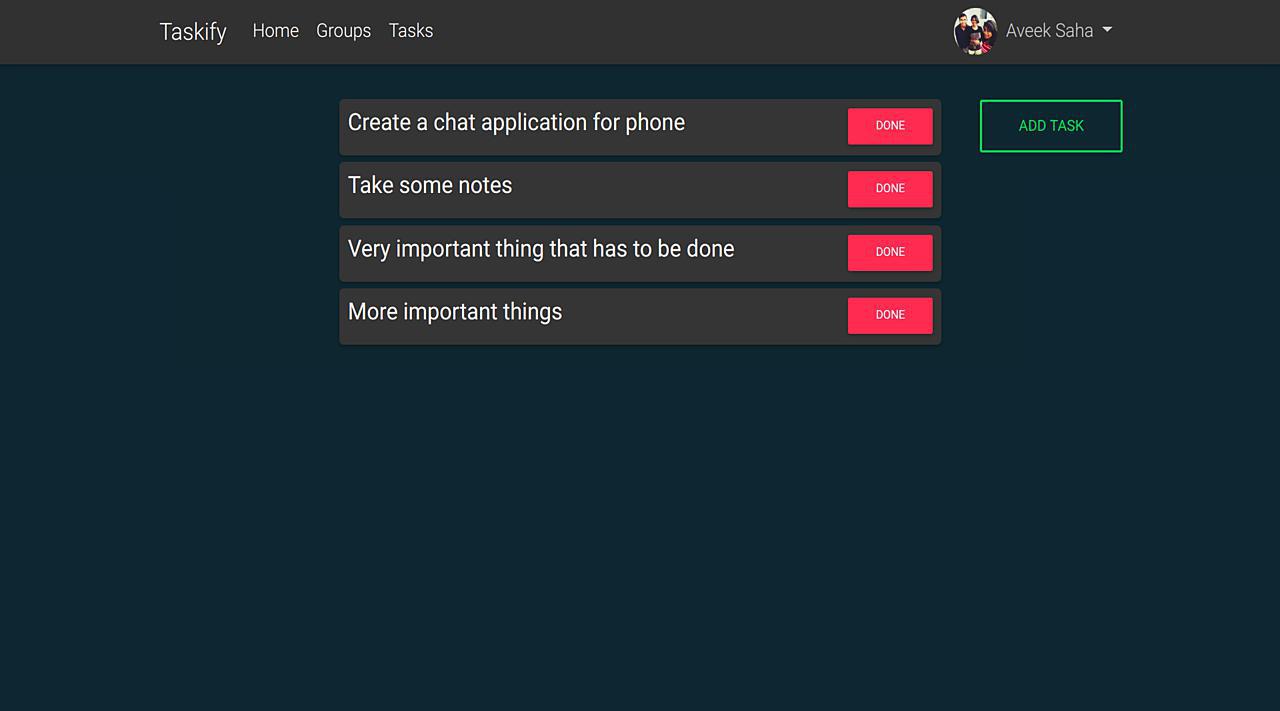 Taskify Home Groups Tasks Aveek Saha
Create a chat application for phone DONE ADD TASK
Take some notes DONE
Very important thing that has to be done DONE
More important things DONE